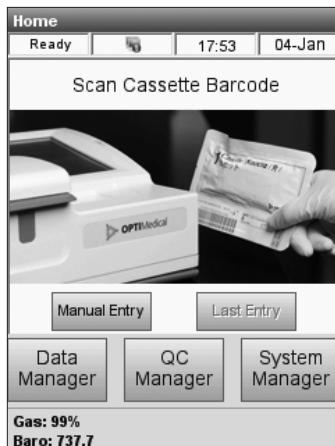 Home
Ready 17:53 04-Jan
Scan Cassette Barcode
OPTIMedical
Manual Entry Last Entry
Data Manager QC Manager System Manager
Gas: 99%
Baro: 737.7